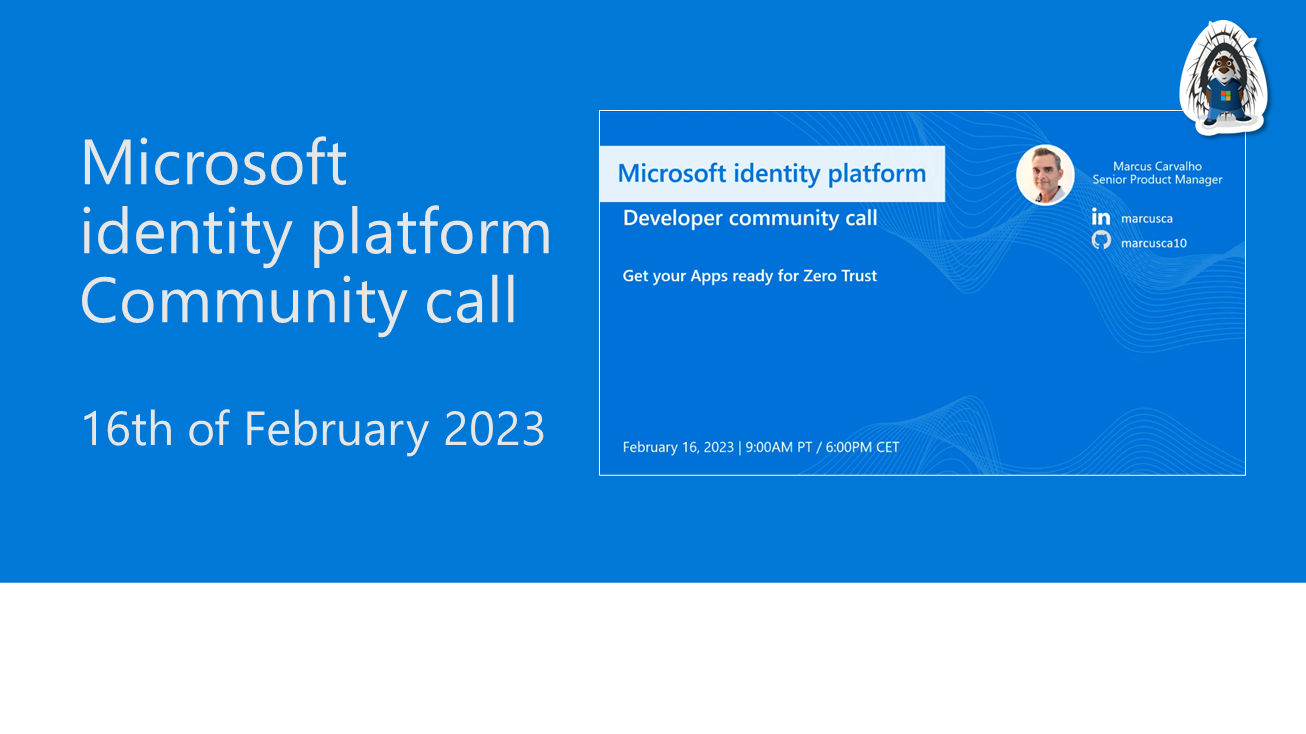 Microsoft
identity platform
Community call
16th of February 2023
Microsoft identity platform
Developer community call
Get your Apps ready for Zero Trust
February 16, 2023 | 9:00AM PT / 6:00PM CET
Marcus Carvalho
Senior Product Manager
in marcusca
marcusca10